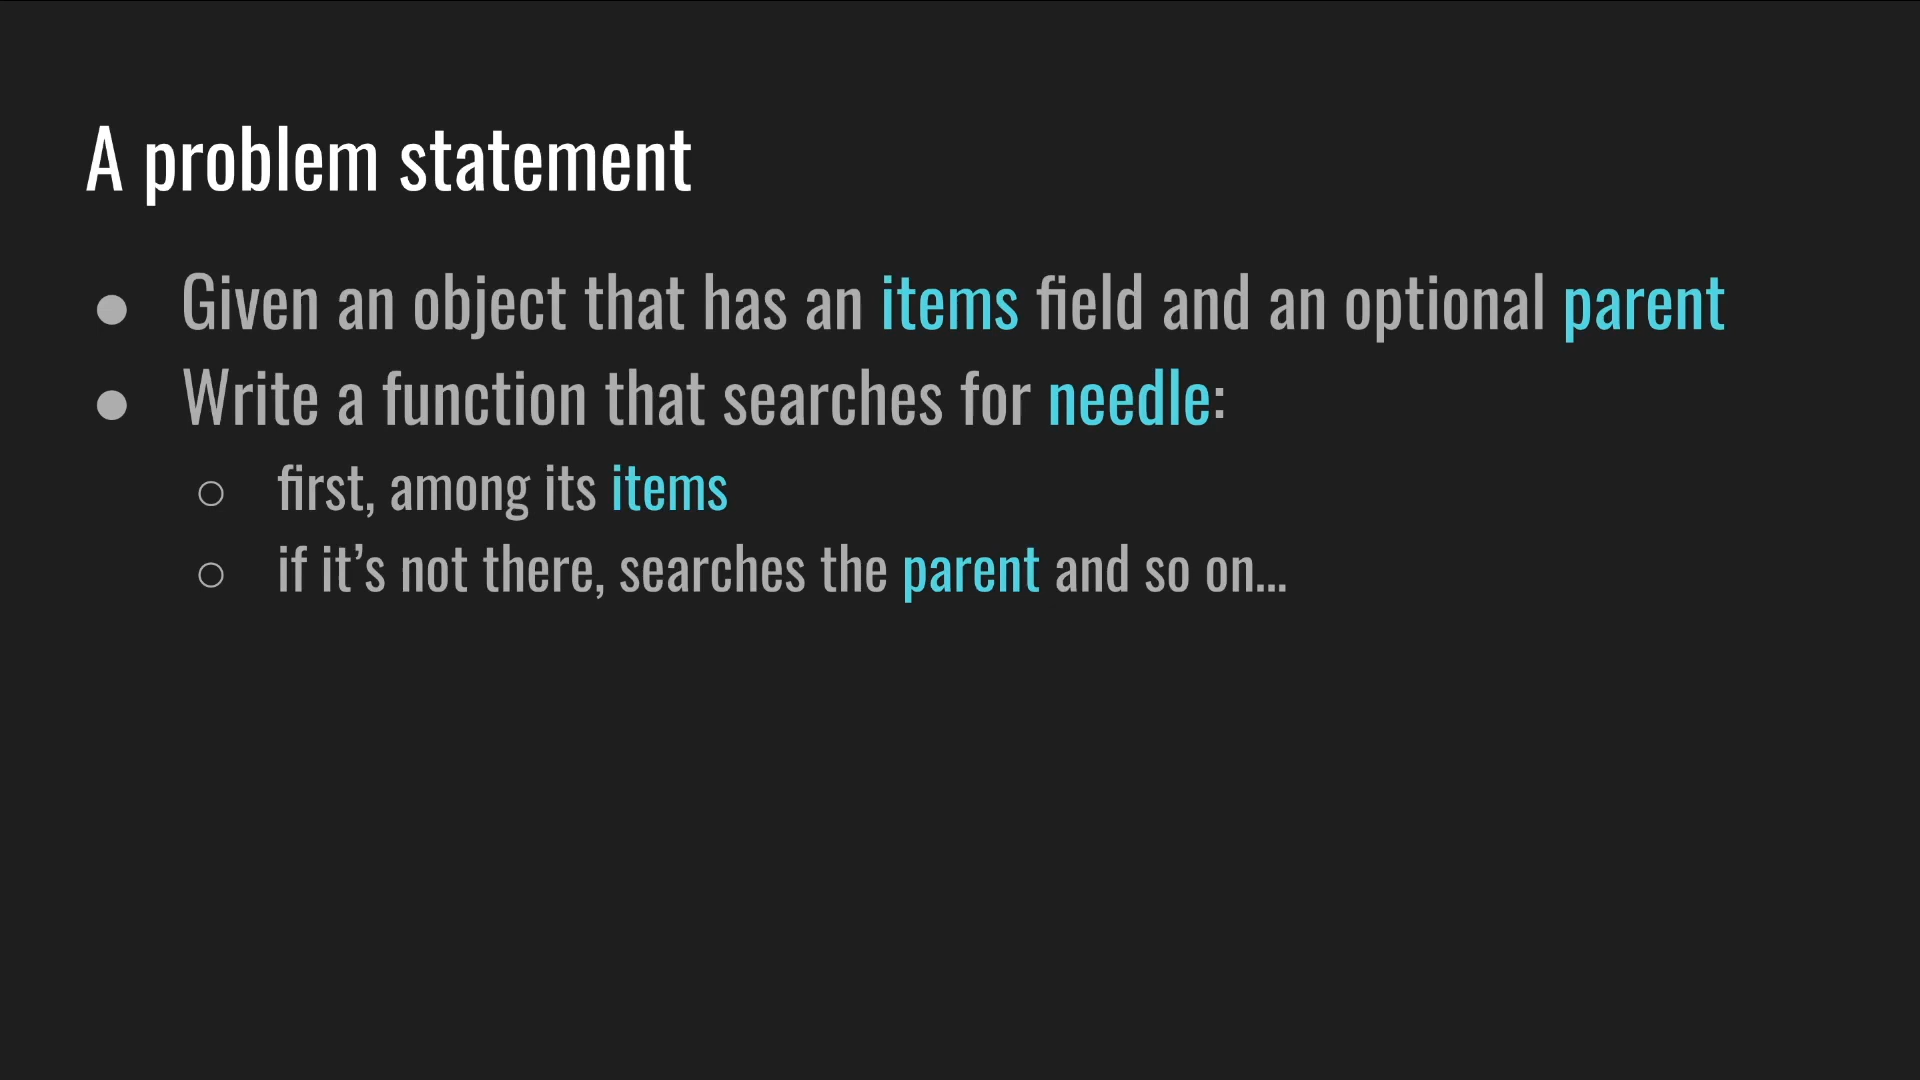 A problem statement
● Given an object that has an items field and an optional parent
● Write a function that searches for needle:
○ first, among its items
○ if it’s not there, searches the parent and so on...